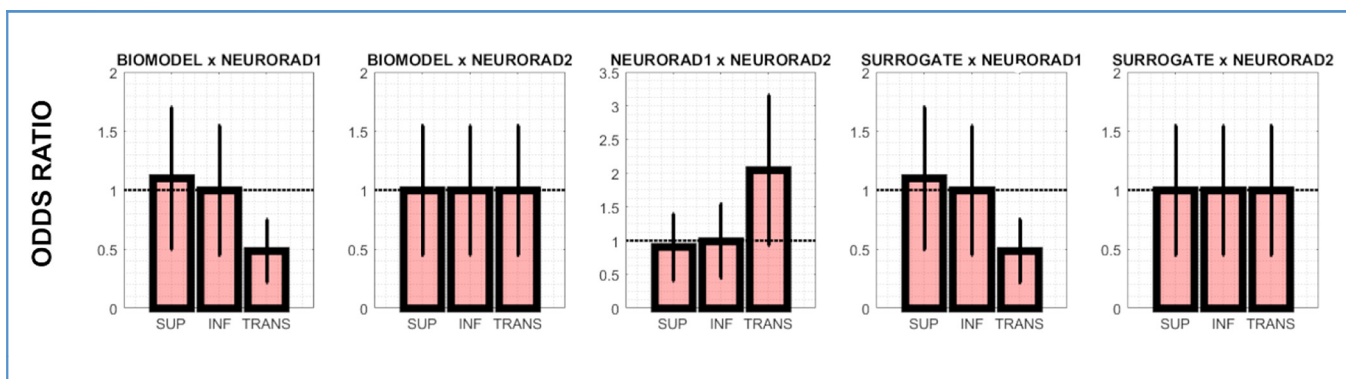 ODDS RATIO
BIOMODEL x NEURORAD1
2
1.5
1
0.5
0
SUP INF TRANS
BIOMODEL x NEURORAD2
2
1.5
1
0.5
0
SUP INF TRANS
NEURORAD1 x NEURORAD2
3.5
3
2.5
2
1.5
1
0.5
0
SUP INF TRANS
SURROGATE x NEURORAD1
2
1.5
1
0.5
0
SUP INF TRANS
SURROGATE x NEURORAD2
2
1.5
1
0.5
0
SUP INF TRANS